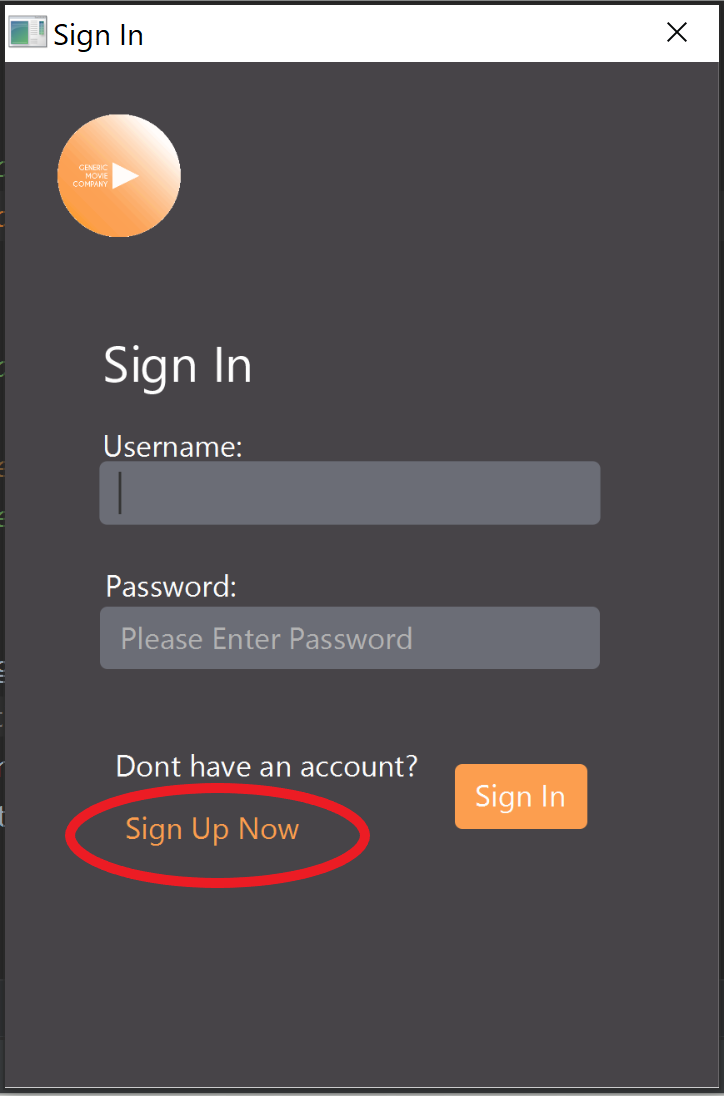 Sign In
GENERIC
MOVIE
COMPANY
Sign In
Username:
Password:
Please Enter Password
Dont have an account?
Sign In
Sign Up Now